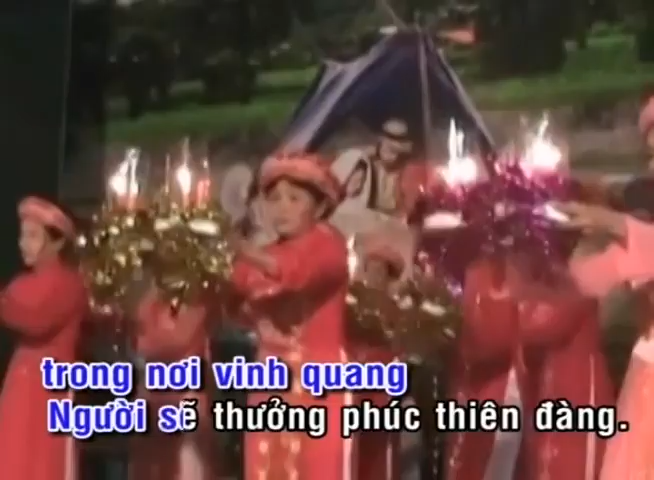 trong nơi vinh quang
Người sẽ thưởng phúc thiên đàng.